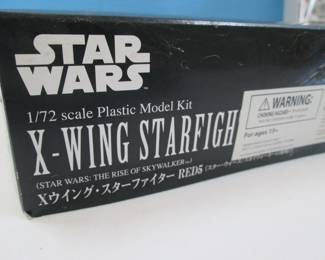 STAR
WARS
1/72 scale Plastic Model Kit
WARNING:
For ages 15+
X-WING STARFIGH
(STAR WARS: THE RISE OF SKYWALKER™)
Xウイング・スターファイター RED5